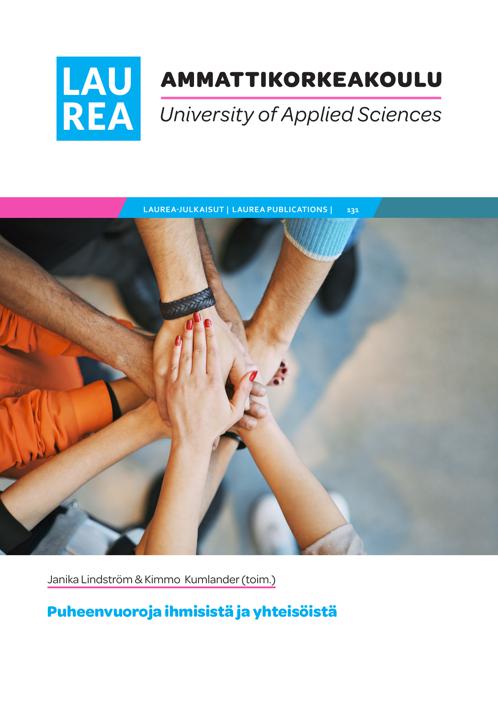 LAU
REA
AMMATTIKORKEAKOULU
University of Applied Sciences
LAUREA-JULKAISUT | LAUREA PUBLICATIONS | 131
Janika Lindström & Kimmo Kumlander (toim.)
Puheenvuoroja ihmisistä ja yhteisöistä